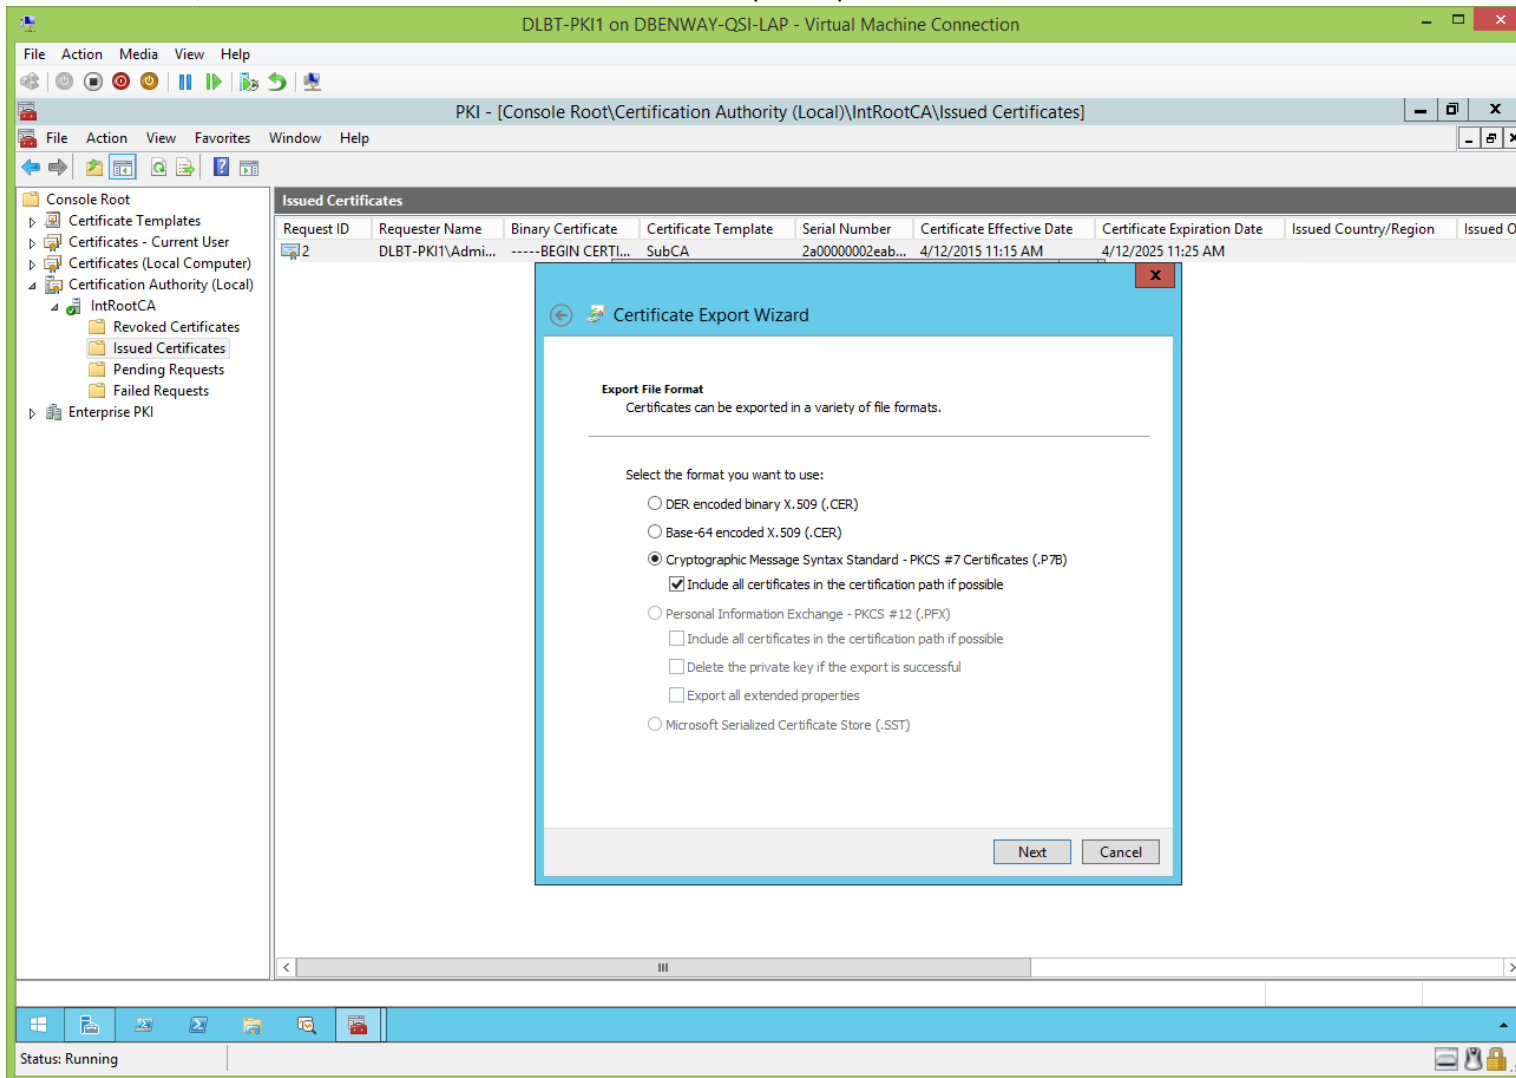 DLBT-PKI1 on DBENWAY-QSI-LAP - Virtual Machine Connection
File Action Media View Help
PKI - [Console Root\Certification Authority (Local)\IntRootCA\Issued Certificates]
File Action View Favorites Window Help
Console Root
Certificate Templates
Certificates - Current User
Certificates (Local Computer)
Certification Authority (Local)
IntRootCA
Revoked Certificates
Issued Certificates
Pending Requests
Failed Requests
Enterprise PKI
Issued Certificates
Request ID Requester Name Binary Certificate Certificate Template Serial Number Certificate Effective Date Certificate Expiration Date Issued Country/Region Issued O
2 DLBT-PKI1\Admi... -----BEGIN CERTI... SubCA 2a00000002eab... 4/12/2015 11:15 AM 4/12/2025 11:25 AM
Certificate Export Wizard
Export File Format
Certificates can be exported in a variety of file formats.
Select the format you want to use:
DER encoded binary X.509 (.CER)
Base-64 encoded X.509 (.CER)
Cryptographic Message Syntax Standard - PKCS #7 Certificates (.P7B)
Include all certificates in the certification path if possible
Personal Information Exchange - PKCS #12 (.PFX)
Include all certificates in the certification path if possible
Delete the private key if the export is successful
Export all extended properties
Microsoft Serialized Certificate Store (.SST)
Next Cancel
Status: Running